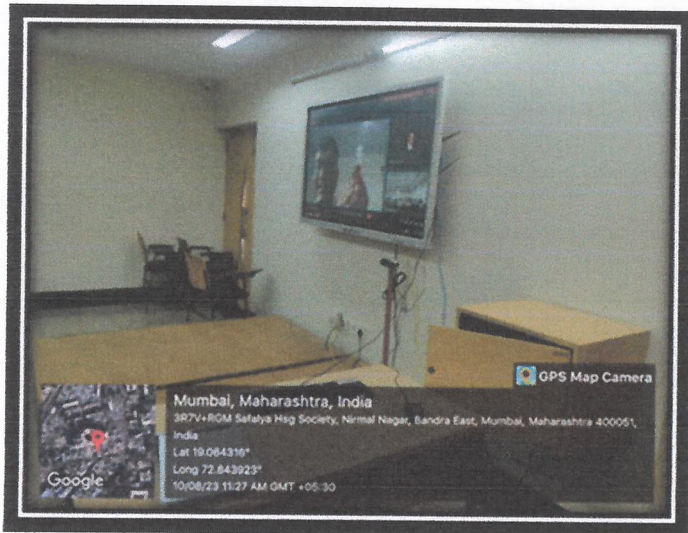 GPS Map Camera
Mumbai, Maharashtra, India
3R7V+RGM Safalya Hsg Society, Nirmal Nagar, Bandra East, Mumbai, Maharashtra 400051,
India
Lat 19.064316°
Long 72.843923°
10/08/23 11:27 AM GMT +05:30
Google